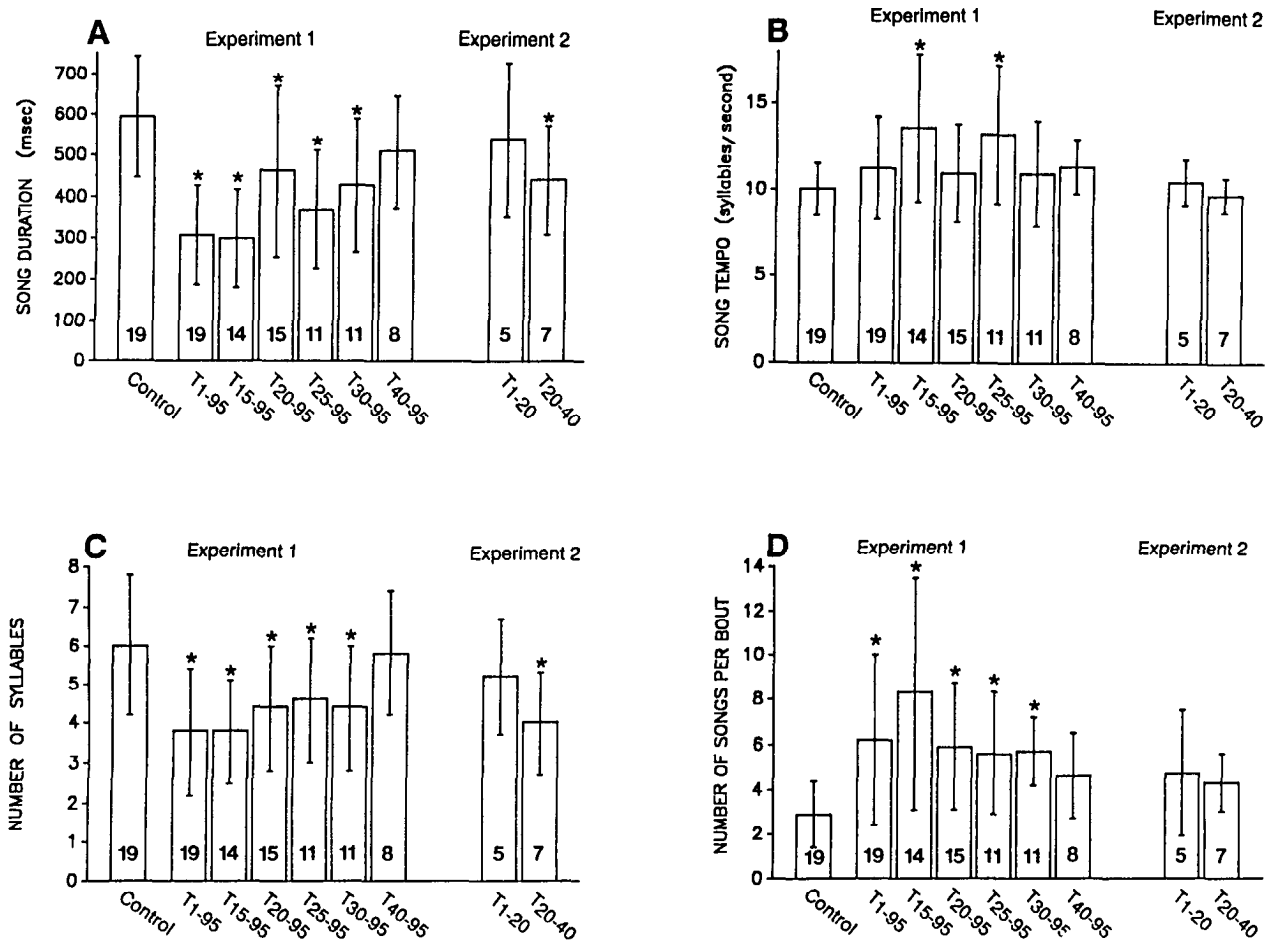 A
Experiment 1
Experiment 2
SONG DURATION (msec)
700
600
500
400
300
200
100
0
* * * * * *
19 19 14 15 11 11 8 5 7
Control T1-95 T15-95 T20-95 T25-95 T30-95 T40-95 T1-20 T20-40
B
Experiment 1
Experiment 2
SONG TEMPO (syllables/second)
15
10
5
0
* *
19 19 14 15 11 11 8 5 7
Control T1-95 T15-95 T20-95 T25-95 T30-95 T40-95 T1-20 T20-40
C
Experiment 1
Experiment 2
NUMBER OF SYLLABLES
8
7
6
5
4
3
2
1
0
* * * * * *
19 19 14 15 11 11 8 5 7
Control T1-95 T15-95 T20-95 T25-95 T30-95 T40-95 T1-20 T20-40
D
Experiment 1
Experiment 2
NUMBER OF SONGS PER BOUT
14
12
10
8
6
4
2
0
* * * * *
19 19 14 15 11 11 8 5 7
Control T1-95 T15-95 T20-95 T25-95 T30-95 T40-95 T1-20 T20-40